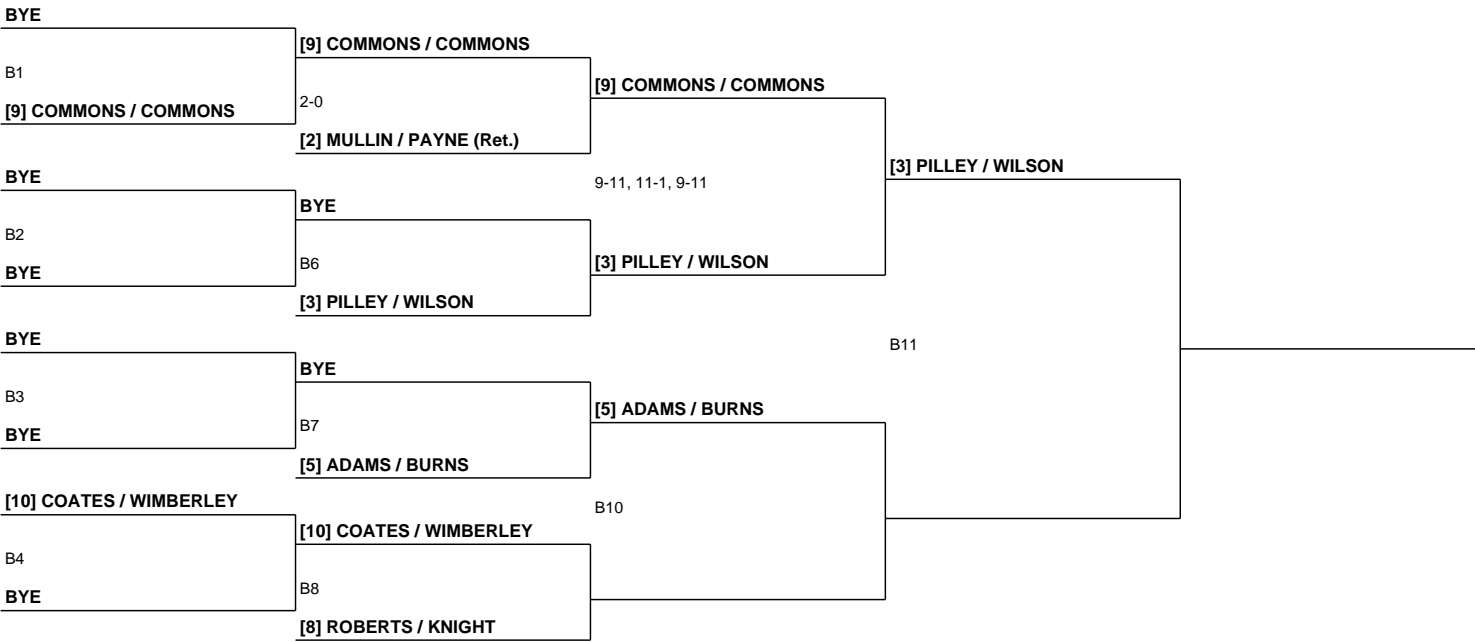 BYE
B1
[9] COMMONS / COMMONS
BYE
B2
BYE
BYE
B3
BYE
[10] COATES / WIMBERLEY
B4
BYE
[9] COMMONS / COMMONS
2-0
[2] MULLIN / PAYNE (Ret.)
BYE
B6
[3] PILLEY / WILSON
BYE
B7
[5] ADAMS / BURNS
[10] COATES / WIMBERLEY
B8
[8] ROBERTS / KNIGHT
[9] COMMONS / COMMONS
9-11, 11-1, 9-11
[3] PILLEY / WILSON
[5] ADAMS / BURNS
B10
[3] PILLEY / WILSON
B11